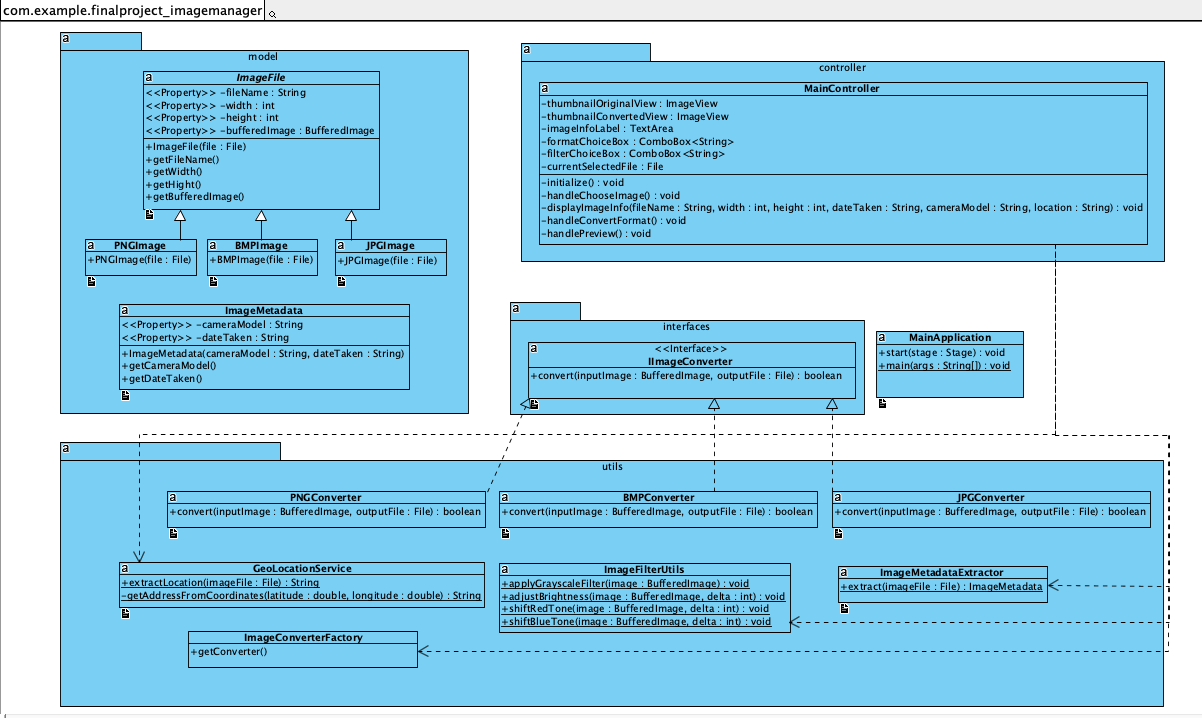 com.example.finalproject_imagemanager
a
model
a
ImageFile
<<Property>> -fileName : String
<<Property>> -width : int
<<Property>> -height : int
<<Property>> -bufferedImage : BufferedImage
+ImageFile(file : File)
+getFileName()
+getWidth()
+getHight()
+getBufferedImage()
a
PNGImage
+PNGImage(file : File)
a
BMPImage
+BMPImage(file : File)
a
JPGImage
+JPGImage(file : File)
a
ImageMetadata
<<Property>> -cameraModel : String
<<Property>> -dateTaken : String
+ImageMetadata(cameraModel : String, dateTaken : String)
+getCameraModel()
+getDateTaken()
a
controller
a
MainController
-thumbnailOriginalView : ImageView
-thumbnailConvertedView : ImageView
-imageInfoLabel : TextArea
-formatChoiceBox : ComboBox<String>
-filterChoiceBox : ComboBox<String>
-currentSelectedFile : File
-initialize() : void
-handleChooseImage() : void
-displayImageInfo(fileName : String, width : int, height : int, dateTaken : String, cameraModel : String, location : String) : void
-handleConvertFormat() : void
-handlePreview() : void
a
interfaces
a
<<Interface>>
IImageConverter
+convert(inputImage : BufferedImage, outputFile : File) : boolean
a
MainApplication
+start(stage : Stage) : void
+main(args : String[]) : void
a
utils
a
PNGConverter
+convert(inputImage : BufferedImage, outputFile : File) : boolean
a
BMPConverter
+convert(inputImage : BufferedImage, outputFile : File) : boolean
a
JPGConverter
+convert(inputImage : BufferedImage, outputFile : File) : boolean
a
GeoLocationService
+extractLocation(imageFile : File) : String
-getAddressFromCoordinates(latitude : double, longitude : double) : String
a
ImageFilterUtils
+applyGrayscaleFilter(image : BufferedImage) : void
+adjustBrightness(image : BufferedImage, delta : int) : void
+shiftRedTone(image : BufferedImage, delta : int) : void
+shiftBlueTone(image : BufferedImage, delta : int) : void
a
ImageMetadataExtractor
+extract(imageFile : File) : ImageMetadata
ImageConverterFactory
+getConverter()